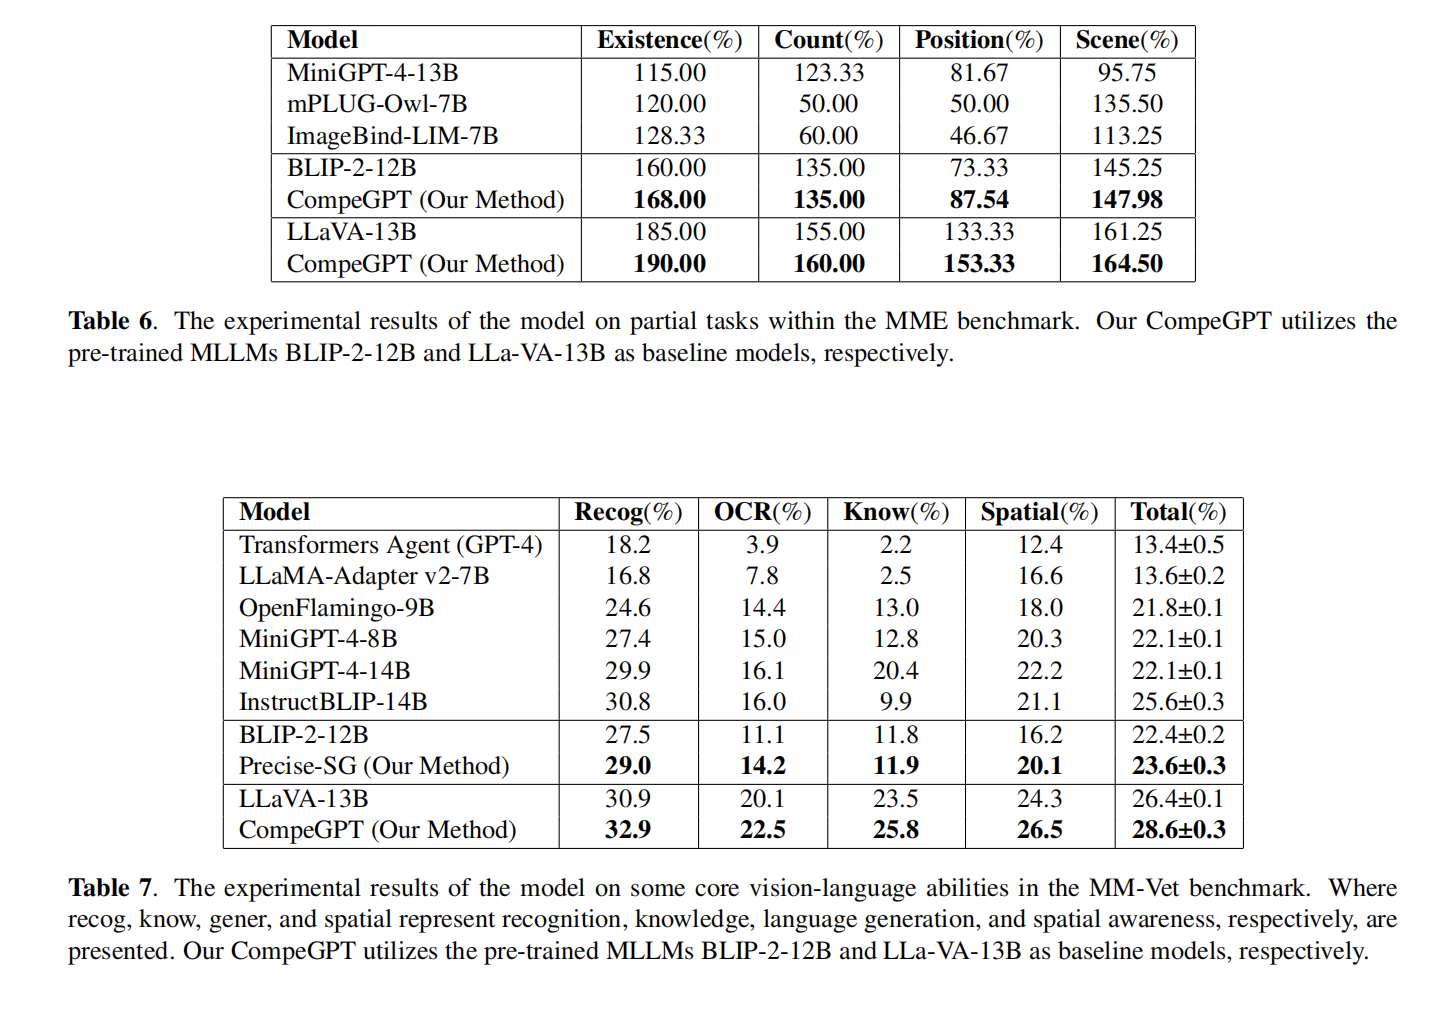 Model Existence(%) Count(%) Position(%) Scene(%)
MiniGPT-4-13B 115.00 123.33 81.67 95.75
mPLUG-Owl-7B 120.00 50.00 50.00 135.50
ImageBind-LIM-7B 128.33 60.00 46.67 113.25
BLIP-2-12B 160.00 135.00 73.33 145.25
CompeGPT (Our Method) 168.00 135.00 87.54 147.98
LLaVA-13B 185.00 155.00 133.33 161.25
CompeGPT (Our Method) 190.00 160.00 153.33 164.50
Table 6. The experimental results of the model on partial tasks within the MME benchmark. Our CompeGPT utilizes the
pre-trained MLLMs BLIP-2-12B and LLa-VA-13B as baseline models, respectively.
Model Recog(%) OCR(%) Know(%) Spatial(%) Total(%)
Transformers Agent (GPT-4) 18.2 3.9 2.2 12.4 13.4±0.5
LLaMA-Adapter v2-7B 16.8 7.8 2.5 16.6 13.6±0.2
OpenFlamingo-9B 24.6 14.4 13.0 18.0 21.8±0.1
MiniGPT-4-8B 27.4 15.0 12.8 20.3 22.1±0.1
MiniGPT-4-14B 29.9 16.1 20.4 22.2 22.1±0.1
InstructBLIP-14B 30.8 16.0 9.9 21.1 25.6±0.3
BLIP-2-12B 27.5 11.1 11.8 16.2 22.4±0.2
Precise-SG (Our Method) 29.0 14.2 11.9 20.1 23.6±0.3
LLaVA-13B 30.9 20.1 23.5 24.3 26.4±0.1
CompeGPT (Our Method) 32.9 22.5 25.8 26.5 28.6±0.3
Table 7. The experimental results of the model on some core vision-language abilities in the MM-Vet benchmark. Where
recog, know, gener, and spatial represent recognition, knowledge, language generation, and spatial awareness, respectively, are
presented. Our CompeGPT utilizes the pre-trained MLLMs BLIP-2-12B and LLa-VA-13B as baseline models, respectively.